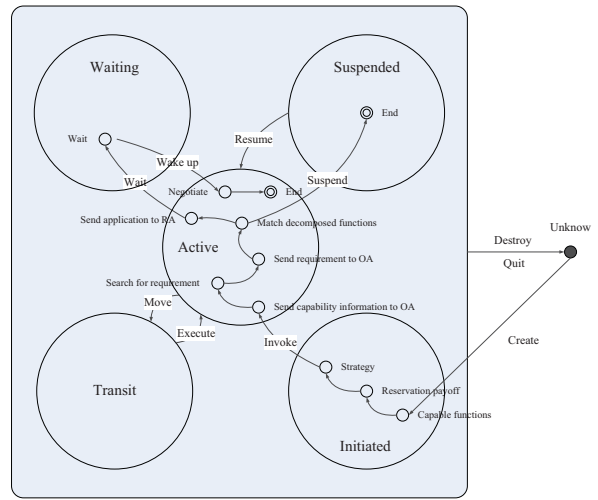 Waiting
Suspended
Wait
End
Resume
Wake up
Wait
Suspend
Negotiate
End
Send application to RA
Match decomposed functions
Active
Send requirement to OA
Search for requirement
Send capability information to OA
Unknow
Destroy
Quit
Move
Execute
Invoke
Create
Strategy
Transit
Reservation payoff
Capable functions
Initiated